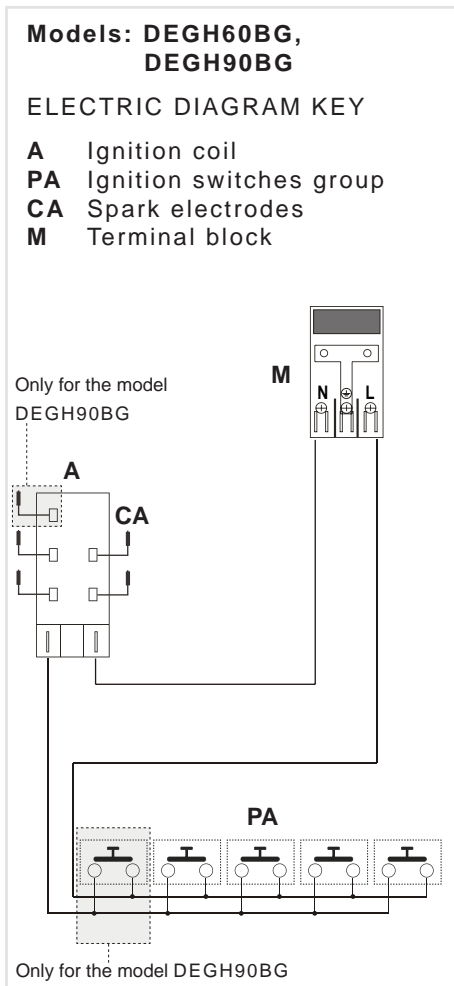 Models: DEGH60BG,
DEGH90BG
ELECTRIC DIAGRAM KEY
A Ignition coil
PA Ignition switches group
CA Spark electrodes
M Terminal block
M
N L
Only for the model
DEGH90BG
A
CA
PA
Only for the model DEGH90BG